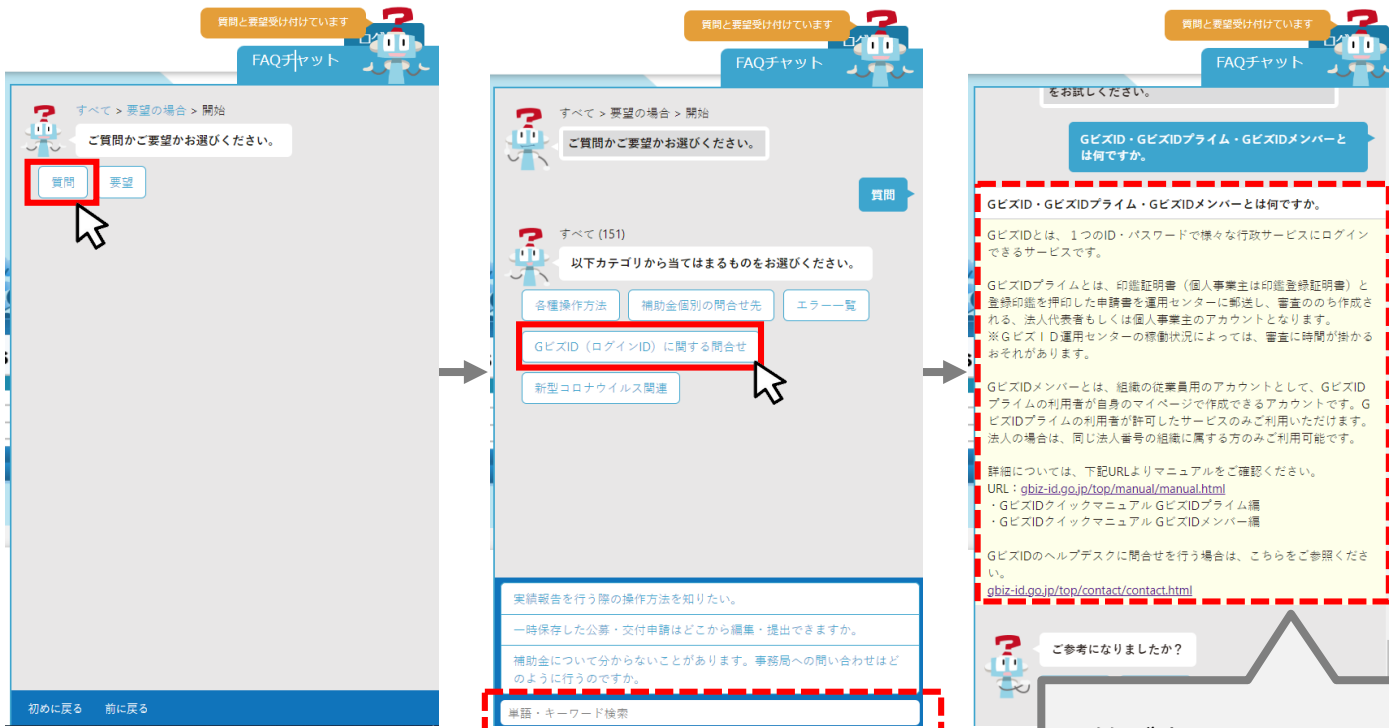 質問と要望受け付けています
FAQチャット
すべて > 要望の場合 > 開始
ご質問かご要望かお選びください。
質問
要望
初めに戻る
前に戻る
質問と要望受け付けています
FAQチャット
すべて > 要望の場合 > 開始
ご質問かご要望かお選びください。
質問
すべて (151)
以下カテゴリから当てはまるものをお選びください。
各種操作方法
補助金個別の問合せ先
エラー一覧
GビズID（ログインID）に関する問合せ
新型コロナウイルス関連
実績報告を行う際の操作方法を知りたい。
一時保存した公募・交付申請はどこから編集・提出できますか。
補助金について分からないことがあります。事務局への問い合わせはど
のように行うのですか。
単語・キーワード検索
質問と要望受け付けています
FAQチャット
をお試しください。
GビズID・GビズIDプライム・GビズIDメンバーと
は何ですか。
GビズID・GビズIDプライム・GビズIDメンバーとは何ですか。
GビズIDとは、１つのID・パスワードで様々な行政サービスにログイン
できるサービスです。
GビズIDプライムとは、印鑑証明書（個人事業主は印鑑登録証明書）と
登録印鑑を押印した申請書を運用センターに郵送し、審査ののち作成さ
れる、法人代表者もしくは個人事業主のアカウントとなります。
※ＧビズＩＤ運用センターの稼働状況によっては、審査に時間が掛かる
おそれがあります。
GビズIDメンバーとは、組織の従業員用のアカウントとして、GビズID
プライムの利用者が自身のマイページで作成できるアカウントです。G
ビズIDプライムの利用者が許可したサービスのみご利用いただけます。
法人の場合は、同じ法人番号の組織に属する方のみご利用可能です。
詳細については、下記URLよりマニュアルをご確認ください。
URL：gbiz-id.go.jp/top/manual/manual.html
・GビズIDクイックマニュアル GビズIDプライム編
・GビズIDクイックマニュアル GビズIDメンバー編
GビズIDのヘルプデスクに問合せを行う場合は、こちらをご参照くださ
い。
gbiz-id.go.jp/top/contact/contact.html
ご参考になりましたか？